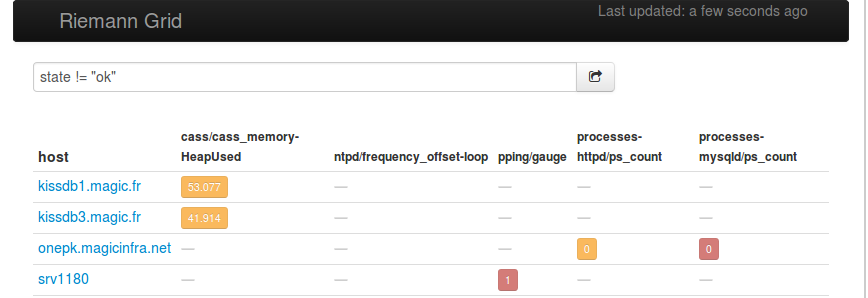 Riemann Grid
Last updated: a few seconds ago
state != "ok"
host cass/cass_memory-HeapUsed ntpd/frequency_offset-loop pping/gauge processes-httpd/ps_count processes-mysqld/ps_count
kissdb1.magic.fr 53.077 — — — —
kissdb3.magic.fr 41.914 — — — —
onepk.magicinfra.net — — — 0 0
srv1180 — — 1 — —